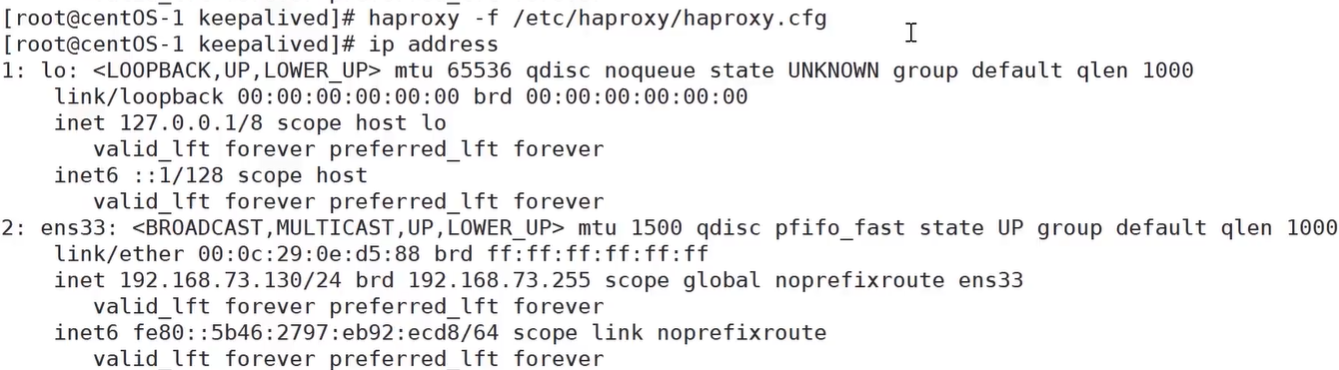 [root@centOS-1 keepalived]# haproxy -f /etc/haproxy/haproxy.cfg
[root@centOS-1 keepalived]# ip address
1: lo: <LOOPBACK,UP,LOWER_UP> mtu 65536 qdisc noqueue state UNKNOWN group default qlen 1000
    link/loopback 00:00:00:00:00:00 brd 00:00:00:00:00:00
    inet 127.0.0.1/8 scope host lo
       valid_lft forever preferred_lft forever
    inet6 ::1/128 scope host
       valid_lft forever preferred_lft forever
2: ens33: <BROADCAST,MULTICAST,UP,LOWER_UP> mtu 1500 qdisc pfifo_fast state UP group default qlen 1000
    link/ether 00:0c:29:0e:d5:88 brd ff:ff:ff:ff:ff:ff
    inet 192.168.73.130/24 brd 192.168.73.255 scope global noprefixroute ens33
       valid_lft forever preferred_lft forever
    inet6 fe80::5b46:2797:eb92:ecd8/64 scope link noprefixroute
       valid_lft forever preferred_lft forever